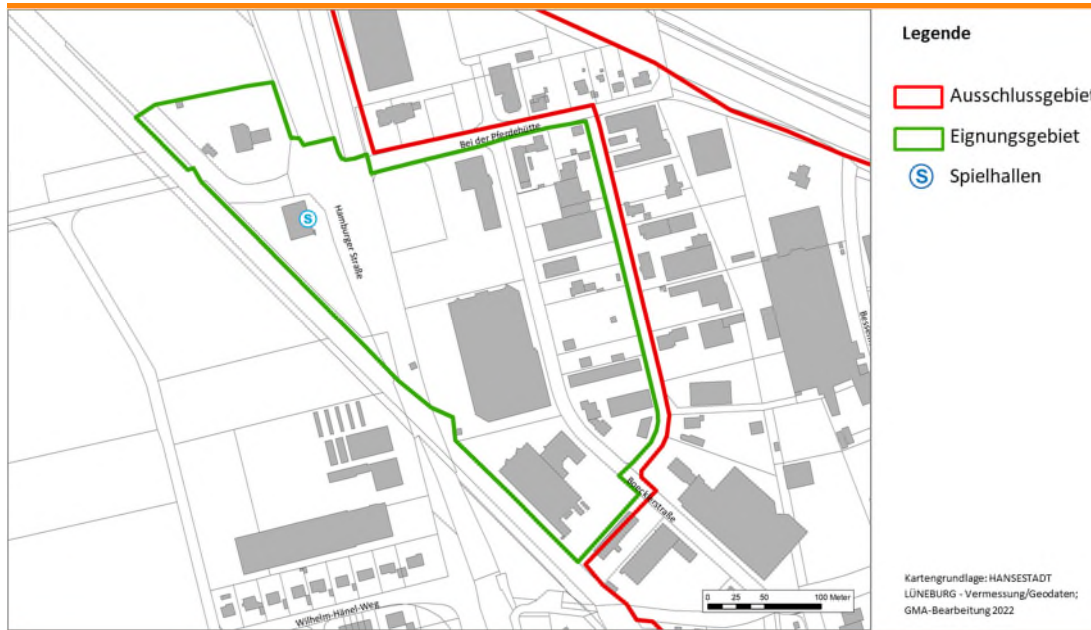 Legende
Ausschlussgebiet
Eignungsgebiet
S Spielhallen
Bei der Pferdehütte
S
Hamburger Straße
Boeckerstraße
Wilhelm-Hänel-Weg
0 25 50 100 Meter
Kartengrundlage: HANSESTADT
LÜNEBURG - Vermessung/Geodaten;
GMA-Bearbeitung 2022